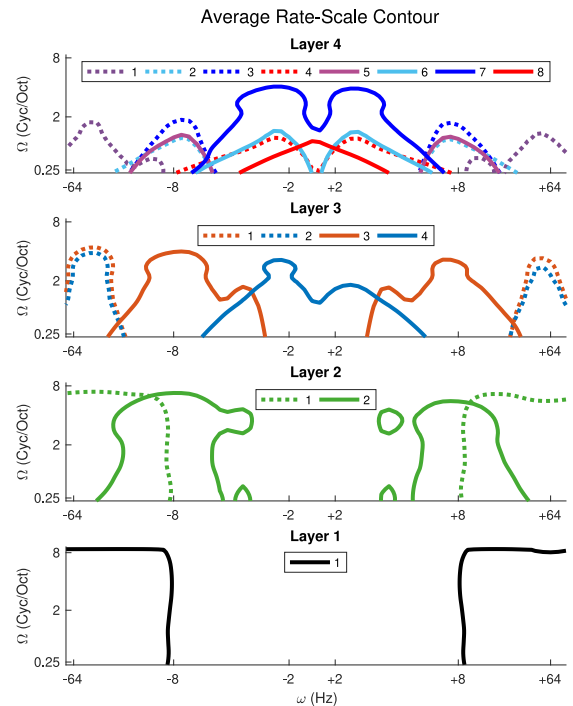 Average Rate-Scale Contour
Layer 4
1 2 3 4 5 6 7 8
Ω (Cyc/Oct)
8
2
0.25
-64 -8 -2 +2 +8 +64
Layer 3
1 2 3 4
Ω (Cyc/Oct)
8
2
0.25
-64 -8 -2 +2 +8 +64
Layer 2
1 2
Ω (Cyc/Oct)
8
2
0.25
-64 -8 -2 +2 +8 +64
Layer 1
1
Ω (Cyc/Oct)
8
2
0.25
-64 -8 -2 +2 +8 +64
ω (Hz)